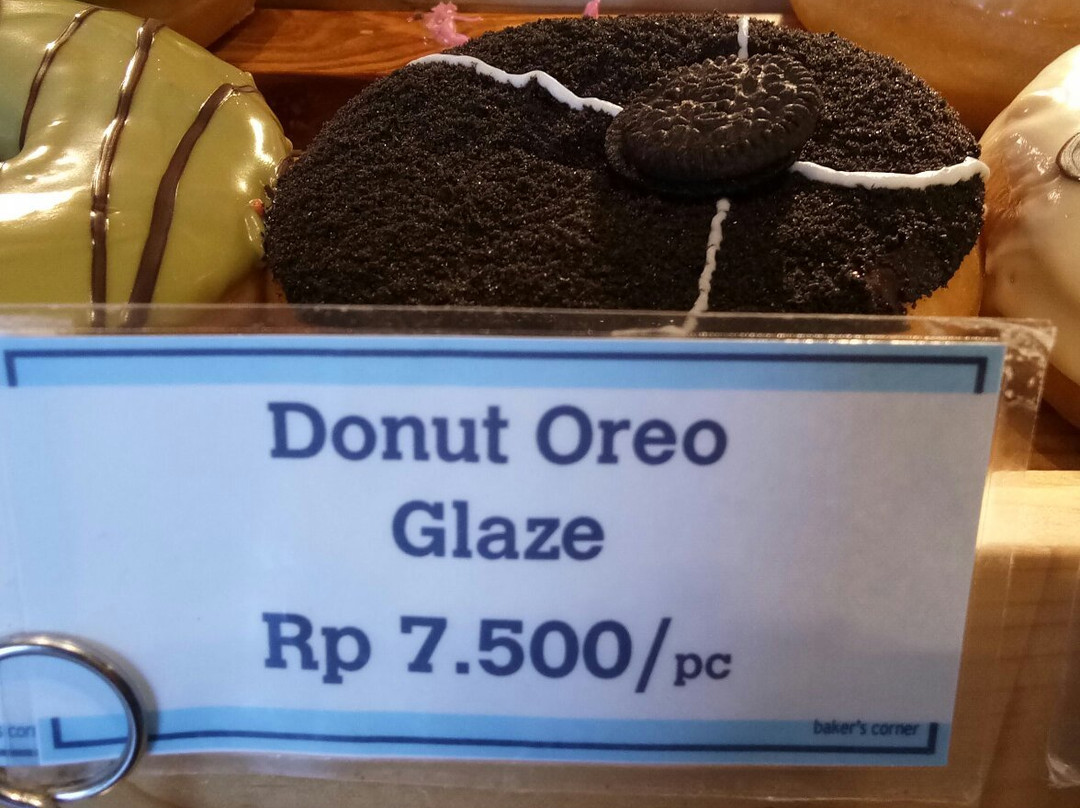 Donut Oreo
Glaze
Rp 7.500/pc
baker's corner